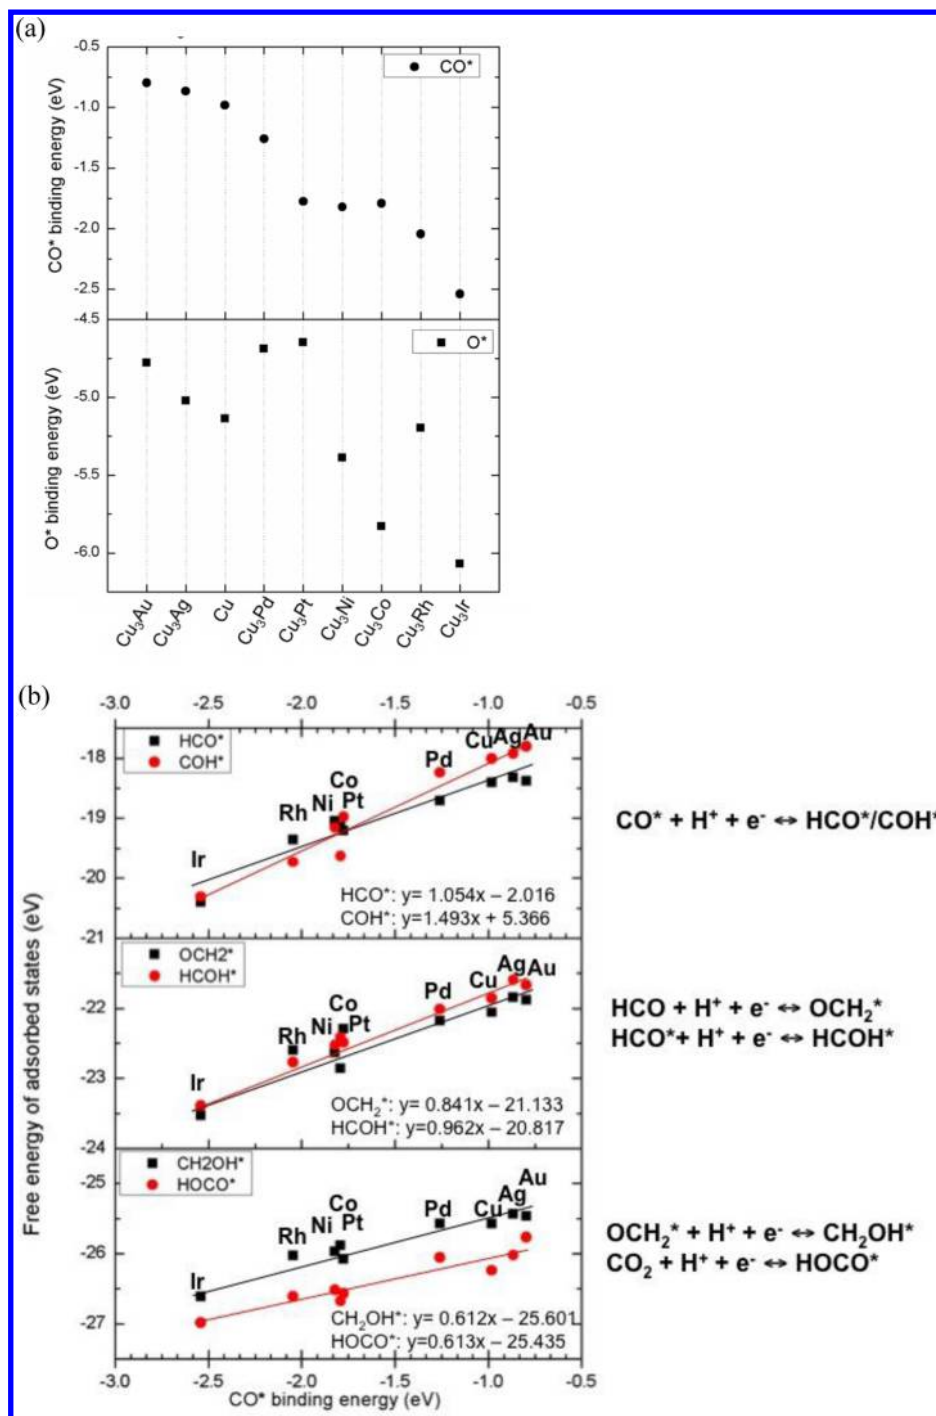 (a)
-0.5
CO*
-1.0
-1.5
-2.0
-2.5
CO* binding energy (eV)
-4.5
O*
-5.0
-5.5
-6.0
O* binding energy (eV)
Cu₃Au Cu₃Ag Cu Cu₃Pd Cu₃Pt Cu₃Ni Cu₃Co Cu₃Rh Cu₃Ir
(b)
-3.0 -2.5 -2.0 -1.5 -1.0 -0.5
HCO*
COH*
-18
-19
-20
-21
Ir Rh Ni Co Pt Pd Cu Ag Au
HCO*: y= 1.054x – 2.016
COH*: y=1.493x + 5.366
CO* + H⁺ + e⁻ ↔ HCO*/COH*
OCH2*
HCOH*
-22
-23
-24
Ir Rh Ni Co Pt Pd Cu Ag Au
OCH₂*: y= 0.841x – 21.133
HCOH*: y=0.962x – 20.817
HCO + H⁺ + e⁻ ↔ OCH₂*
HCO*+ H⁺ + e⁻ ↔ HCOH*
CH2OH*
HOCO*
-25
-26
-27
Ir Rh Ni Co Pt Pd Cu Ag Au
CH₂OH*: y= 0.612x – 25.601
HOCO*: y=0.613x – 25.435
OCH₂* + H⁺ + e⁻ ↔ CH₂OH*
CO₂ + H⁺ + e⁻ ↔ HOCO*
Free energy of adsorbed states (eV)
-3.0 -2.5 -2.0 -1.5 -1.0 -0.5
CO* binding energy (eV)